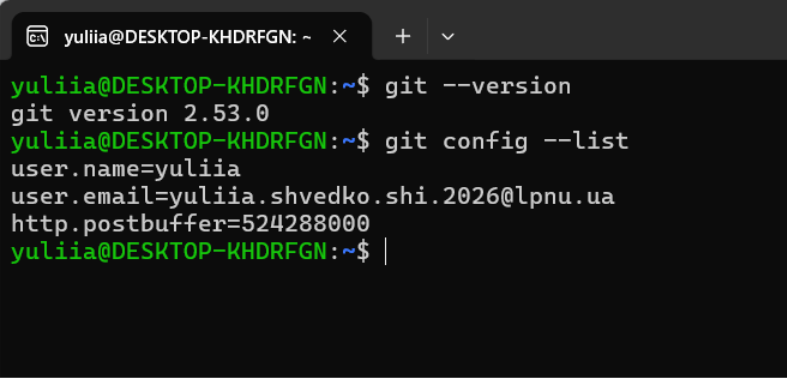 yuliia@DESKTOP-KHDRFGN: ~
yuliia@DESKTOP-KHDRFGN:~$ git --version
git version 2.53.0
yuliia@DESKTOP-KHDRFGN:~$ git config --list
user.name=yuliia
user.email=yuliia.shvedko.shi.2026@lpnu.ua
http.postbuffer=524288000
yuliia@DESKTOP-KHDRFGN:~$